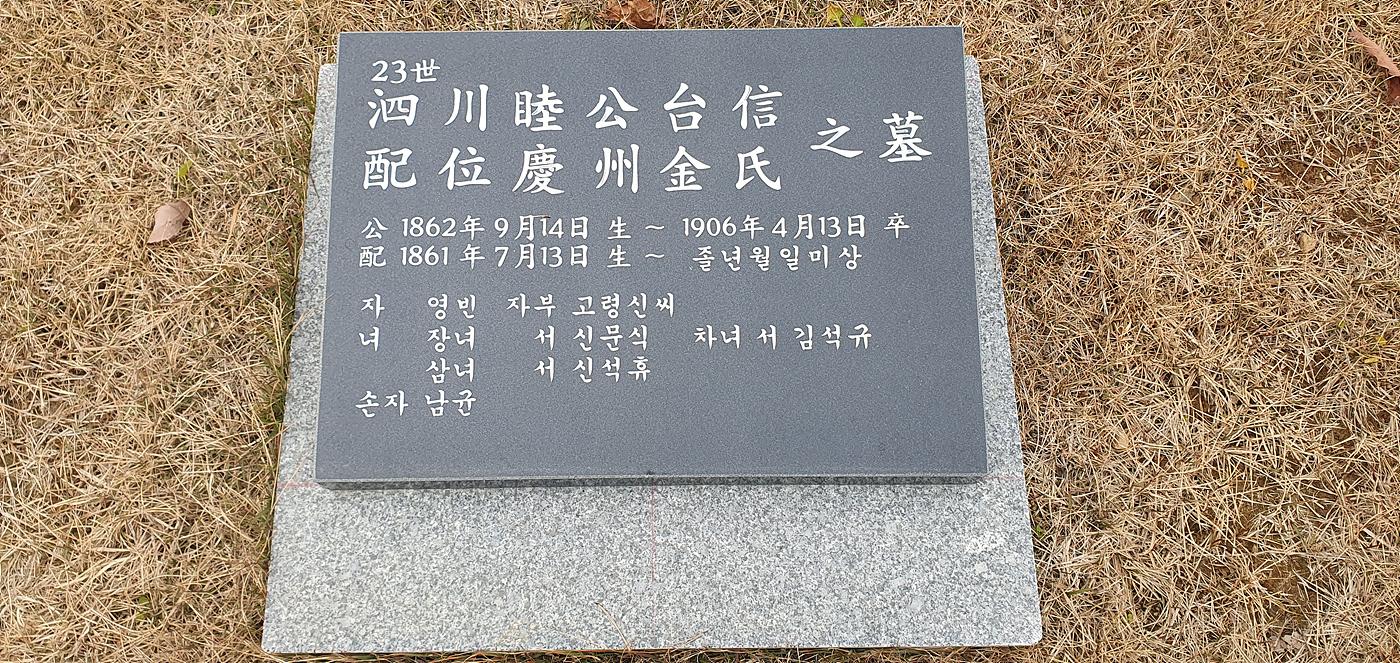 23世
泗川睦公台信 之墓
配位慶州金氏
公 1862年 9月14日 生 ~ 1906年 4月13日 卒
配 1861年 7月13日 生 ~ 졸년월일미상
자 영빈 자부 고령신씨
녀 장녀 서 신문식 차녀 서 김석규
삼녀 서 신석휴
손자 남균